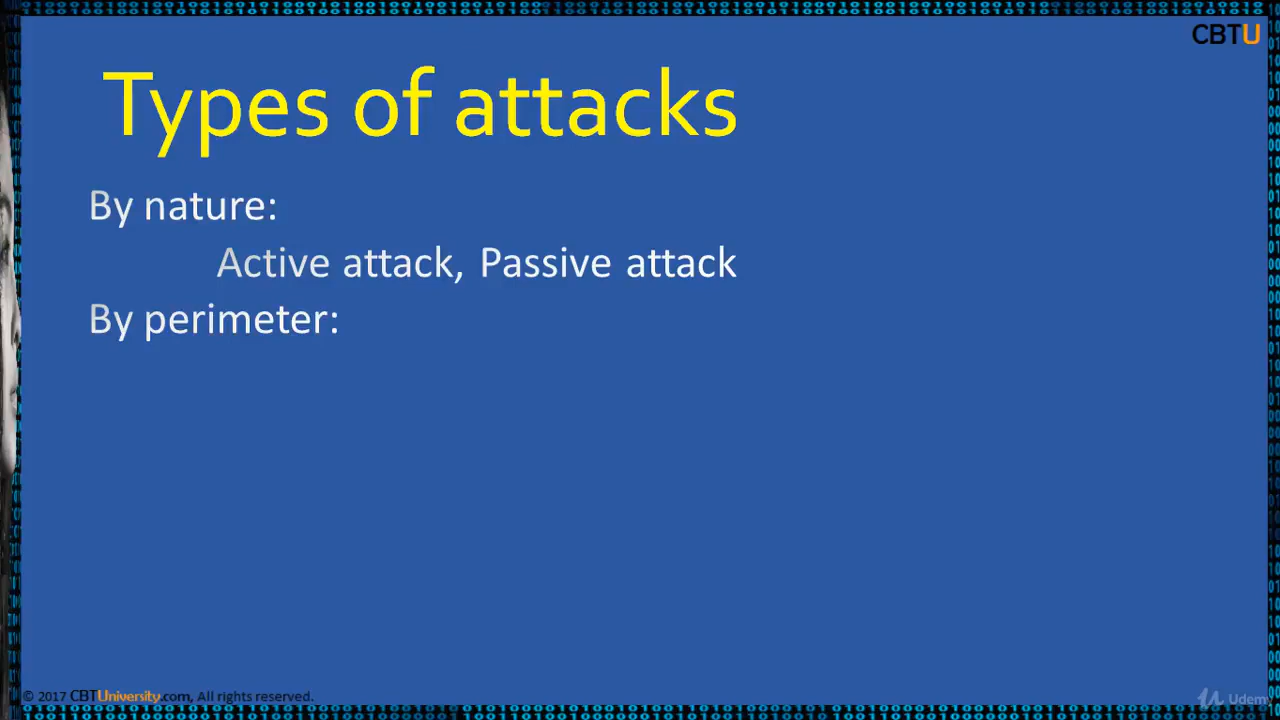 CBTU
Types of attacks
By nature:
Active attack, Passive attack
By perimeter:
© 2017 CBTUniversity.com, All rights reserved.
Udemy